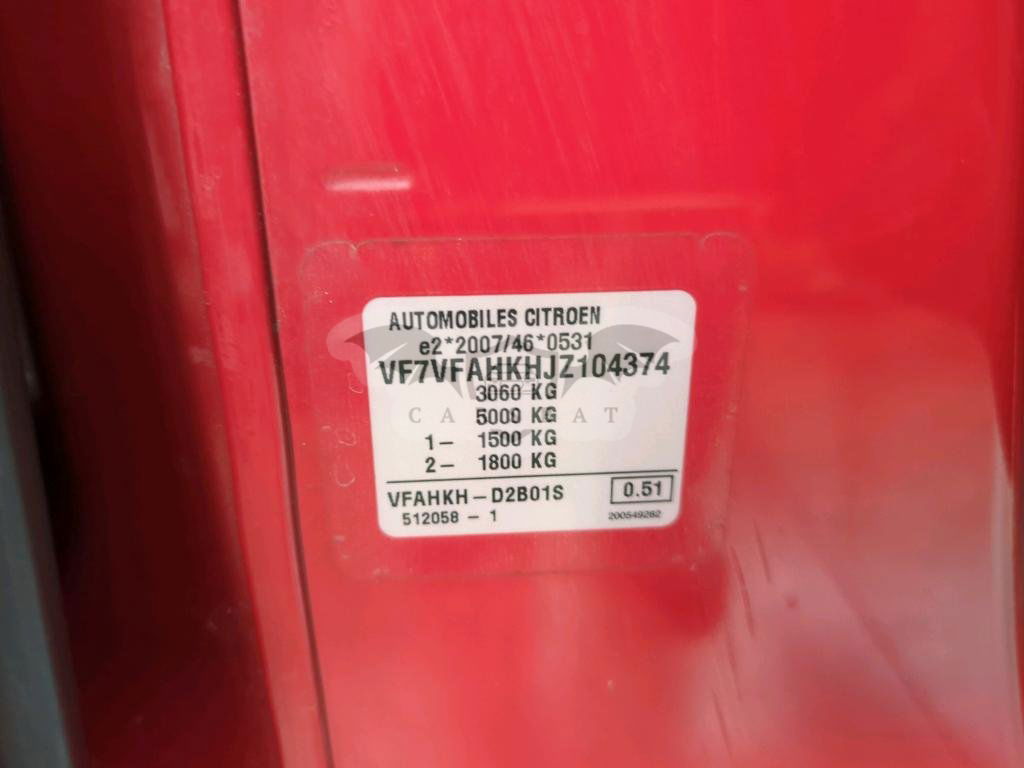 AUTOMOBILES CITROEN
e2*2007/46*0531
VF7VFAHKHJZ104374
3060 KG
5000 KG
1- 1500 KG
2- 1800 KG
VFAHKH-D2B01S 0.51
512058 - 1 200549262